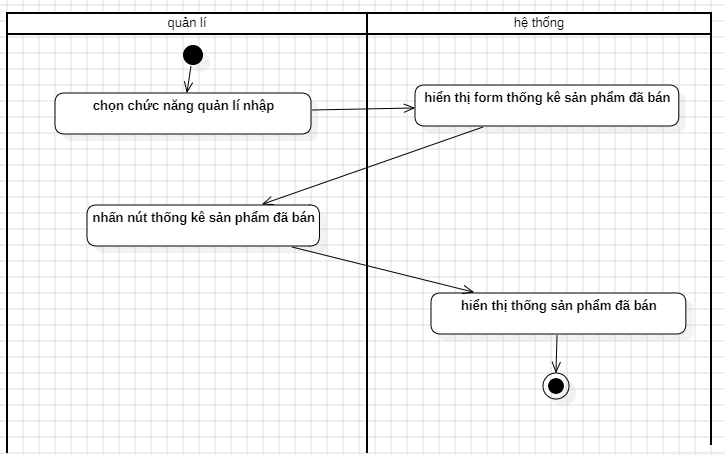 quản lí
hệ thống
chọn chức năng quản lí nhập
hiển thị form thống kê sản phẩm đã bán
nhấn nút thống kê sản phẩm đã bán
hiển thị thống sản phẩm đã bán